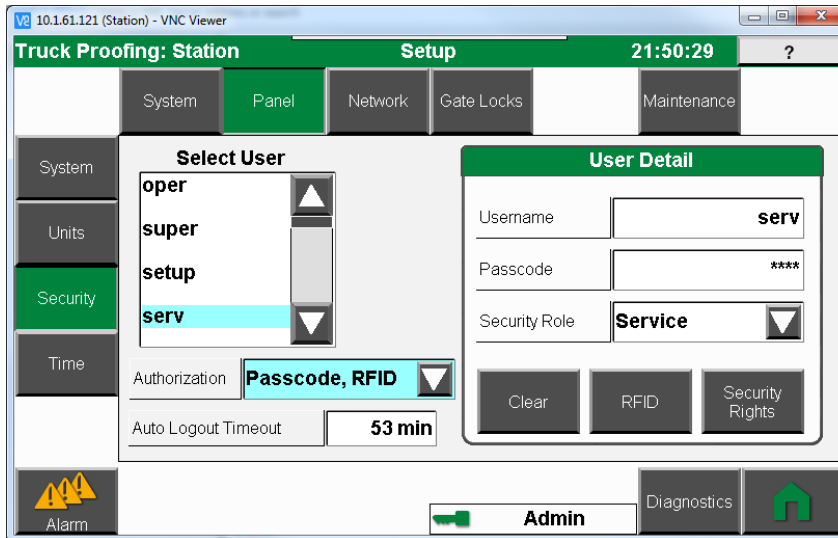 10.1.61.121 (Station) - VNC Viewer
Truck Proofing: Station Setup 21:50:29 ?
System Panel Network Gate Locks Maintenance
System
Units
Security
Time
Select User
oper
super
setup
serv
Authorization Passcode, RFID
Auto Logout Timeout 53 min
User Detail
Username serv
Passcode ****
Security Role Service
Clear RFID Security Rights
Alarm
Admin
Diagnostics